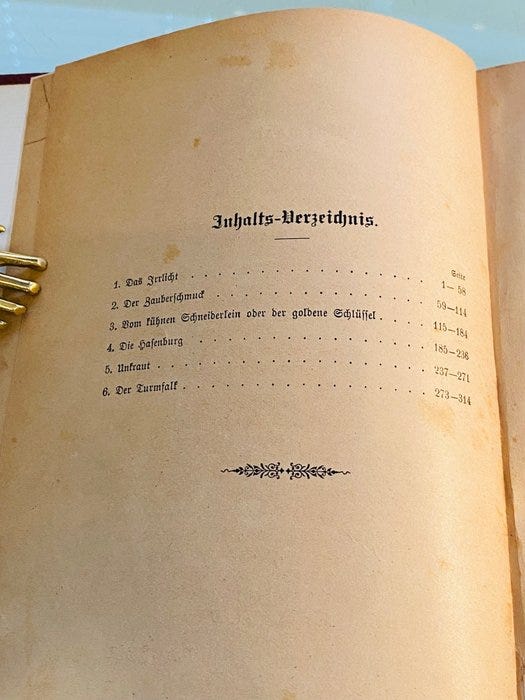 Inhalts-Verzeichnis.
Seite
1. Das Irrlicht . . . . . . . . . . . . . . . . 1—58
2. Der Zauberschmuck . . . . . . . . . . . . . . 59—114
3. Vom kühnen Schneiderlein oder der goldene Schlüssel . . . . 115—184
4. Die Hasenburg . . . . . . . . . . . . . . . 185—236
5. Unkraut . . . . . . . . . . . . . . . . . . 237—271
6. Der Turmfalk . . . . . . . . . . . . . . . . 273—314